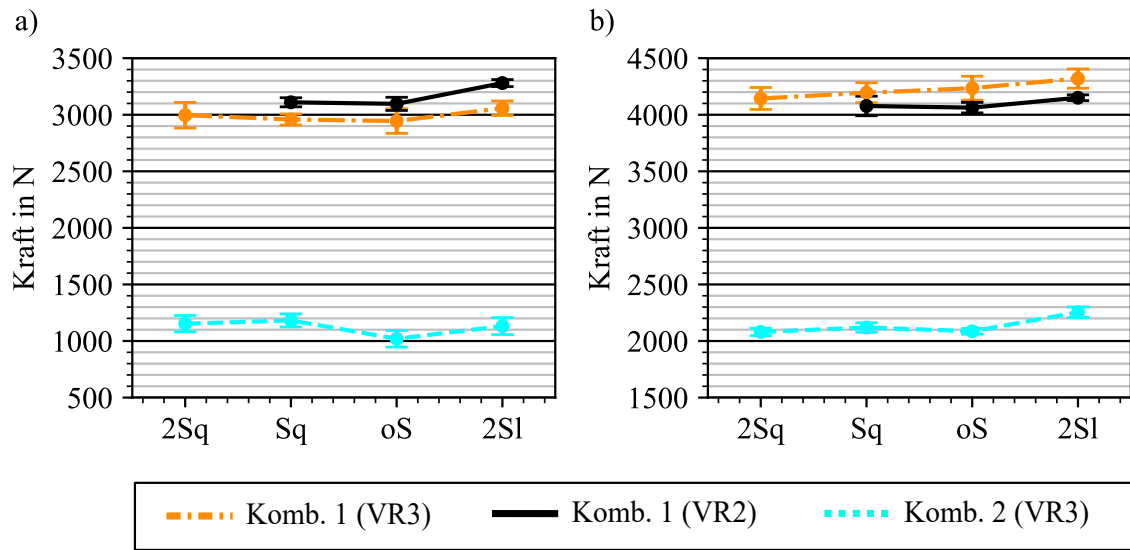 a)
Kraft in N
3500
3000
2500
2000
1500
1000
500
2Sq Sq oS 2Sl
b)
Kraft in N
4500
4000
3500
3000
2500
2000
1500
2Sq Sq oS 2Sl
Komb. 1 (VR3) Komb. 1 (VR2) Komb. 2 (VR3)